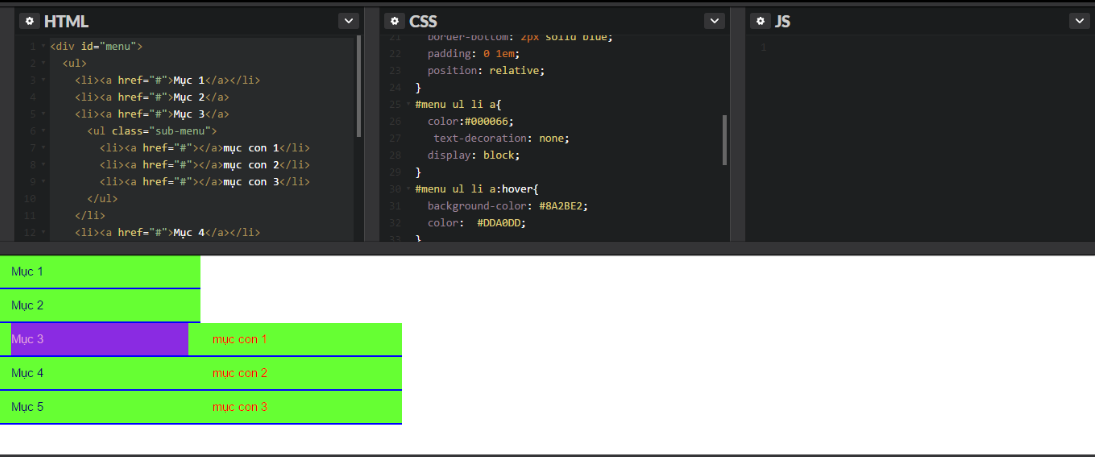 HTML
1 <div id="menu">
2 <ul>
3 <li><a href="#">Mục 1</a></li>
4 <li><a href="#">Mục 2</a>
5 <li><a href="#">Mục 3</a>
6 <ul class="sub-menu">
7 <li><a href="#"></a>mục con 1</li>
8 <li><a href="#"></a>mục con 2</li>
9 <li><a href="#"></a>mục con 3</li>
10 </ul>
11 </li>
12 <li><a href="#">Mục 4</a></li>
CSS
21 border-bottom: 2px solid blue;
22 padding: 0 1em;
23 position: relative;
24 }
25 #menu ul li a{
26 color:#000066;
27 text-decoration: none;
28 display: block;
29 }
30 #menu ul li a:hover{
31 background-color: #8A2BE2;
32 color: #DDA0DD;
33 }
JS
1
Mục 1
Mục 2
Mục 3 mục con 1
Mục 4 mục con 2
Mục 5 mục con 3